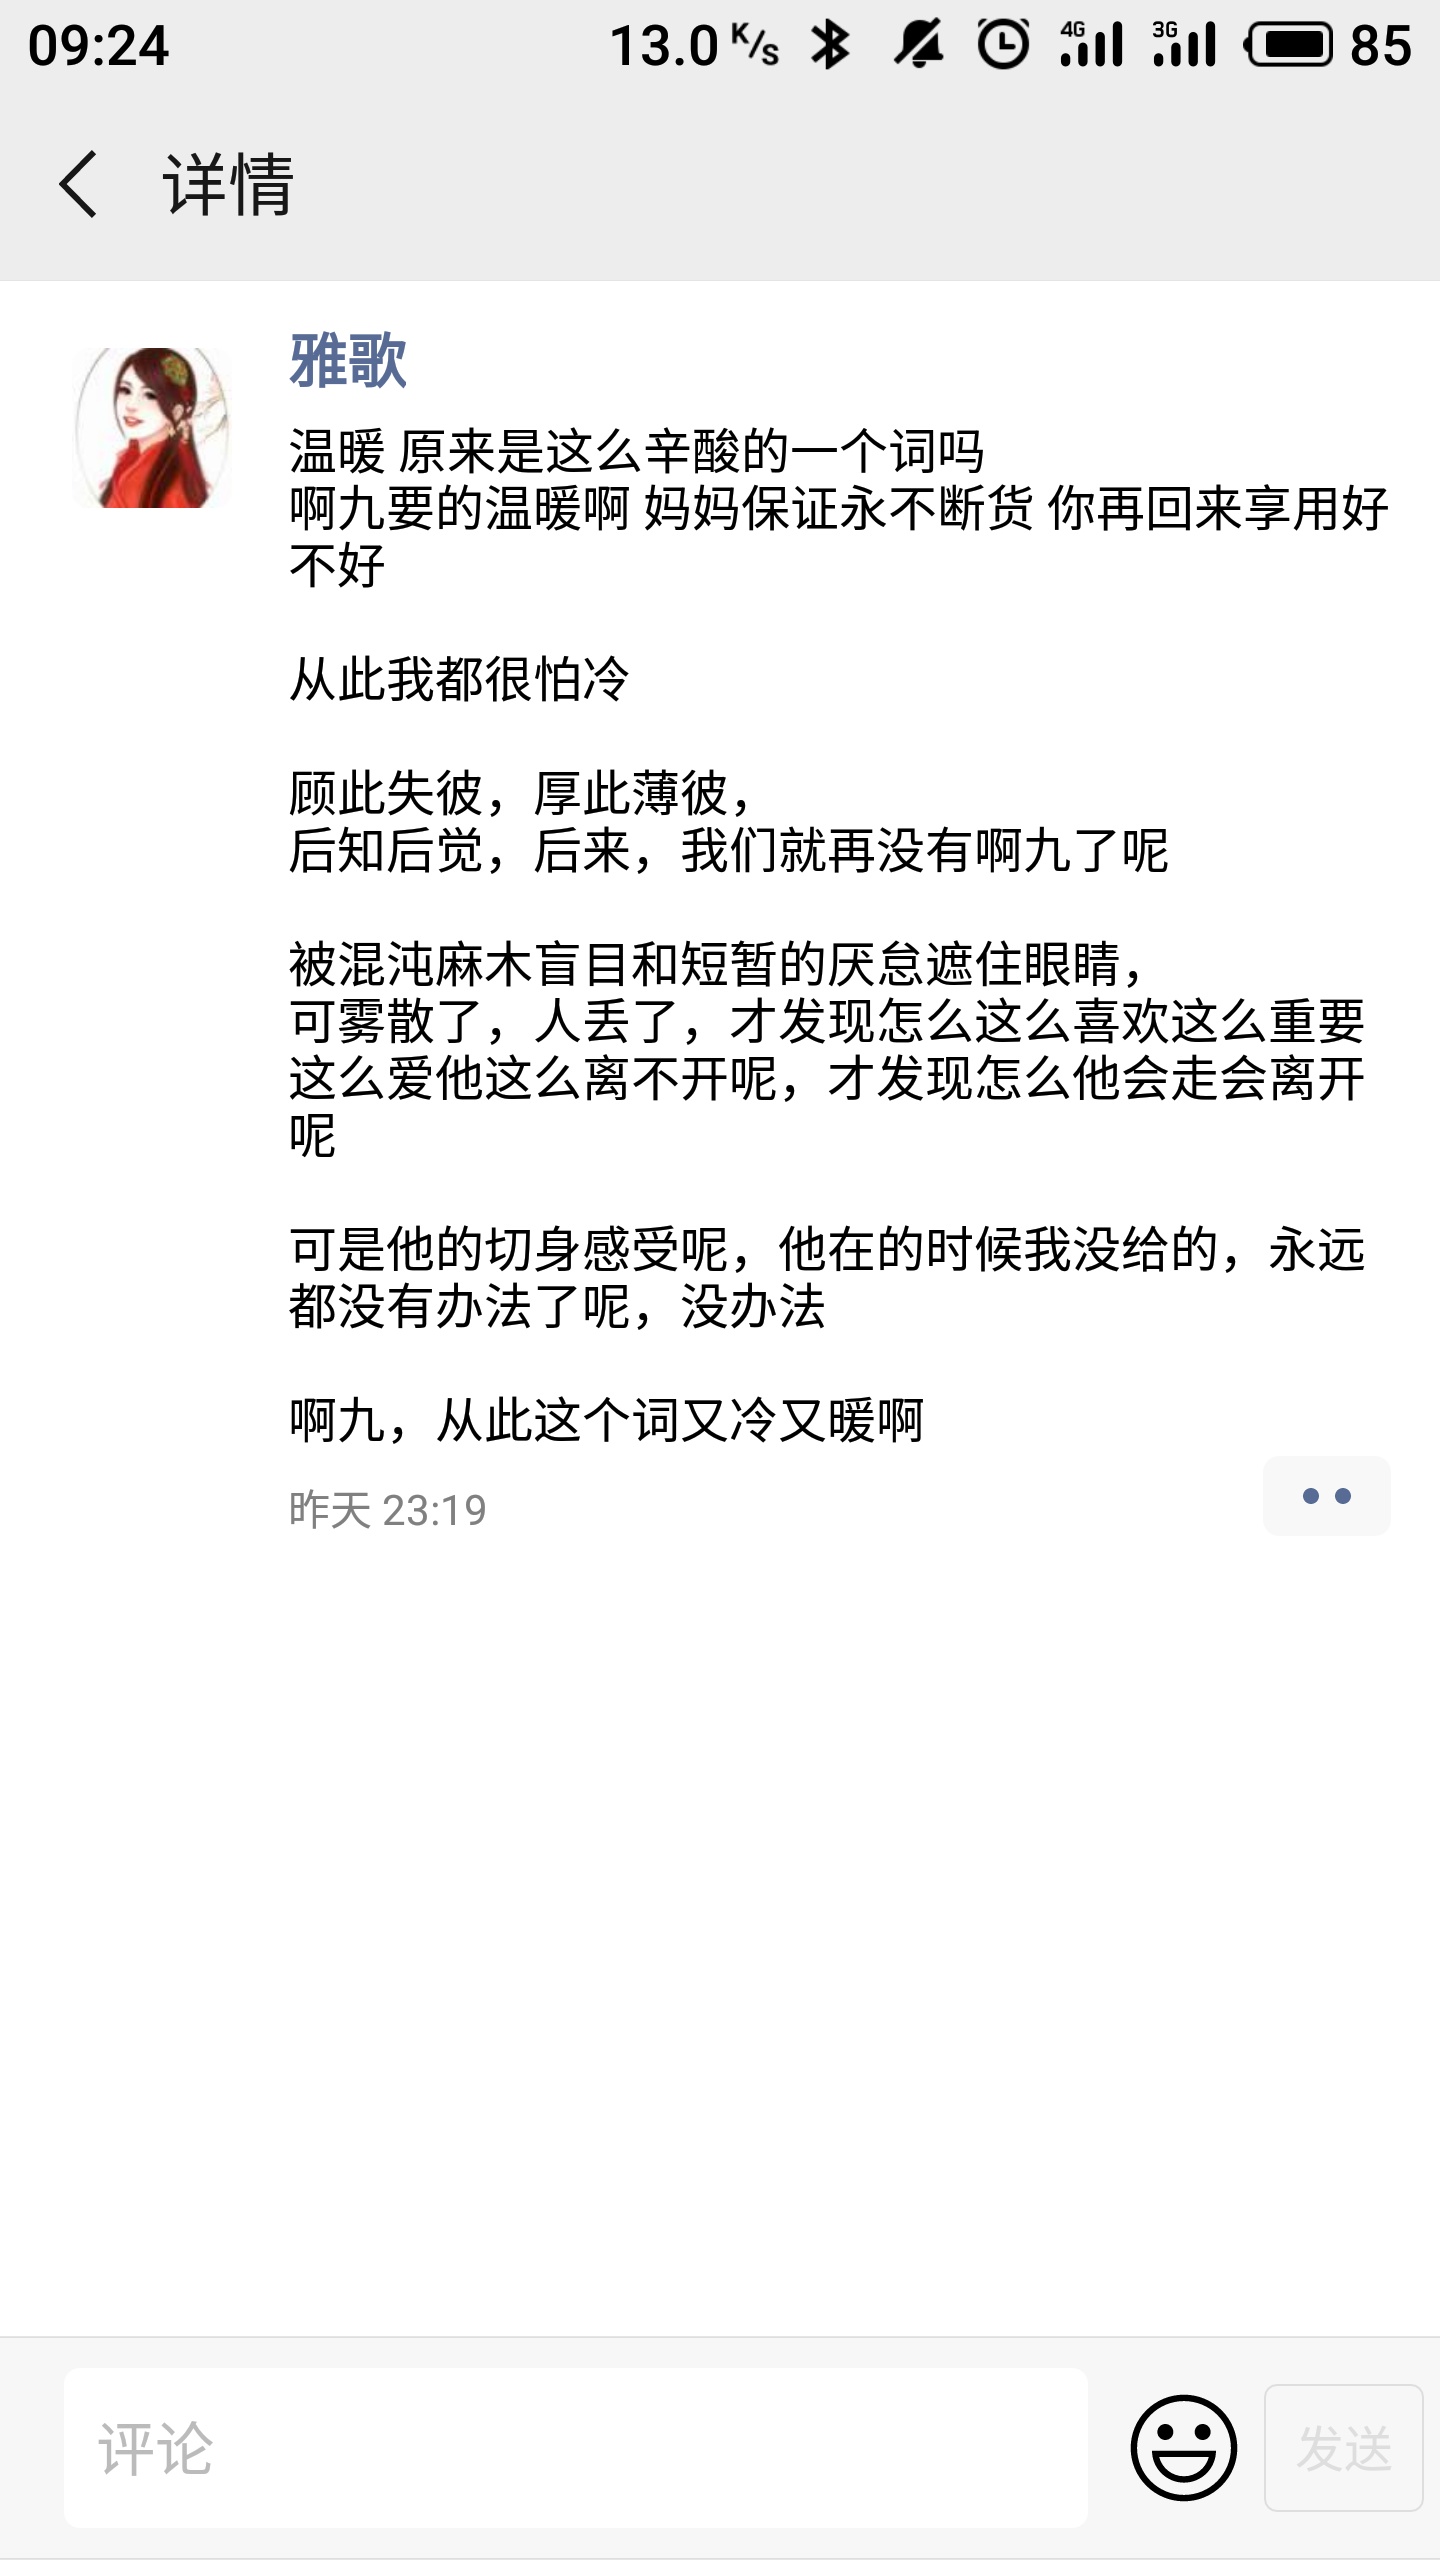 09:24
13.0 K/s 4G 3G 85
详情
雅歌
温暖 原来是这么辛酸的一个词吗
啊九要的温暖啊 妈妈保证永不断货 你再回来享用好
不好
从此我都很怕冷
顾此失彼，厚此薄彼，
后知后觉，后来，我们就再没有啊九了呢
被混沌麻木盲目和短暂的厌怠遮住眼睛，
可雾散了，人丢了，才发现怎么这么喜欢这么重要
这么爱他这么离不开呢，才发现怎么他会走会离开
呢
可是他的切身感受呢，他在的时候我没给的，永远
都没有办法了呢，没办法
啊九，从此这个词又冷又暖啊
昨天 23:19
评论
发送